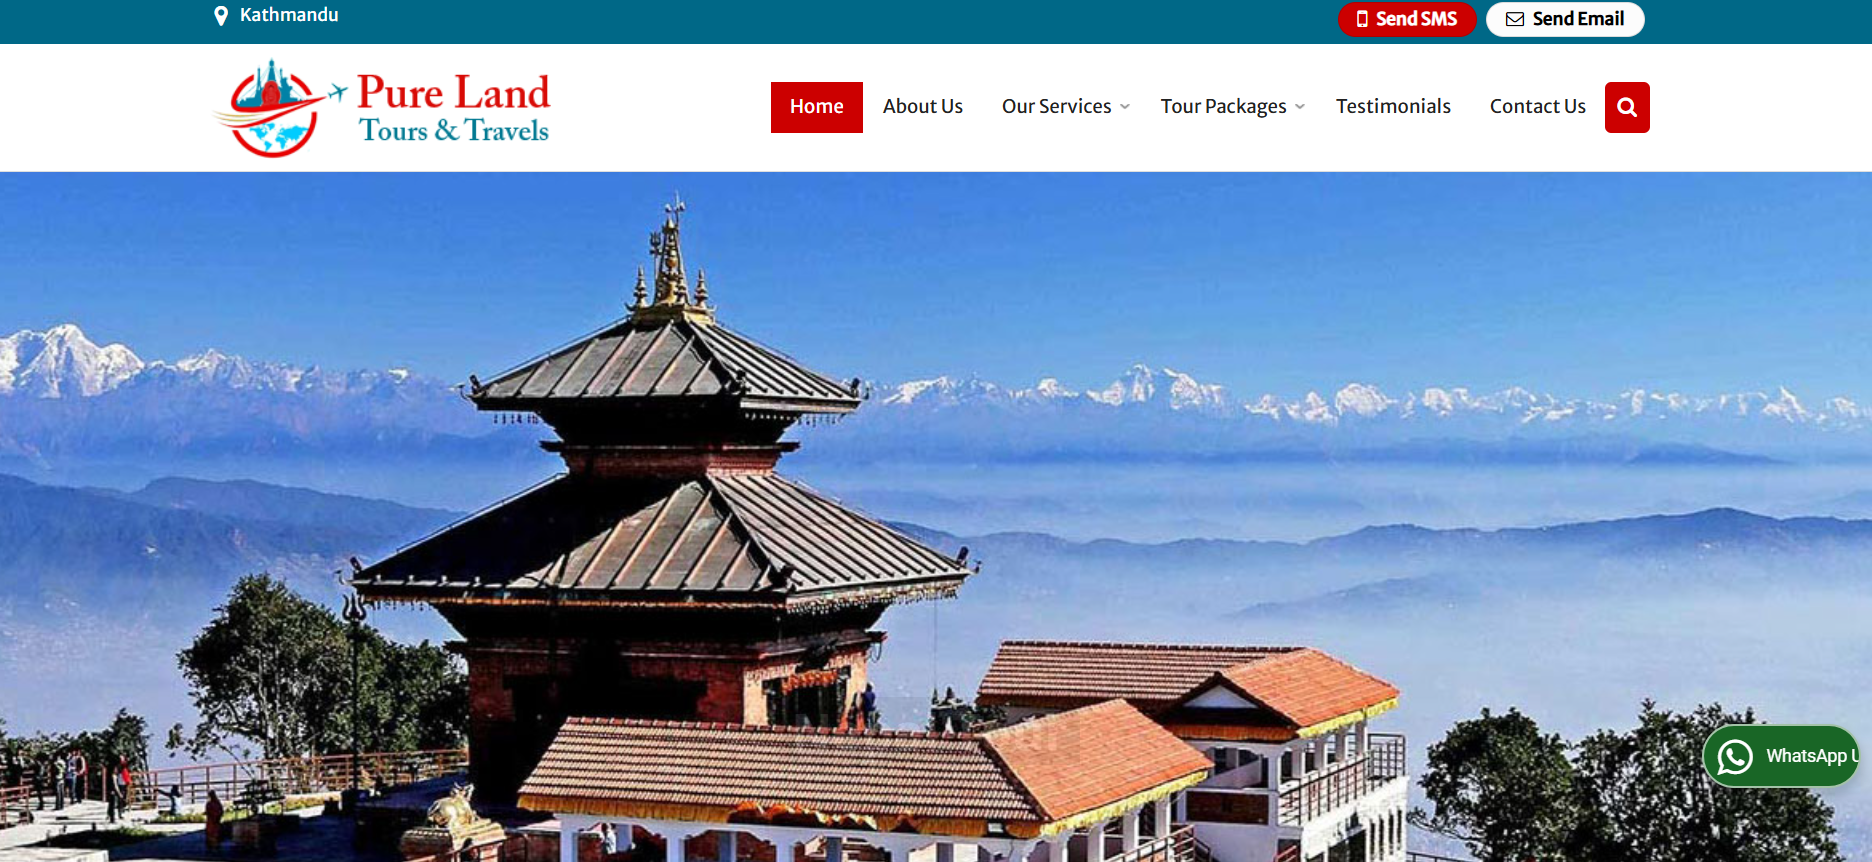 Kathmandu
Send SMS
Send Email
Pure Land
Tours & Travels
Home
About Us
Our Services
Tour Packages
Testimonials
Contact Us
WhatsApp